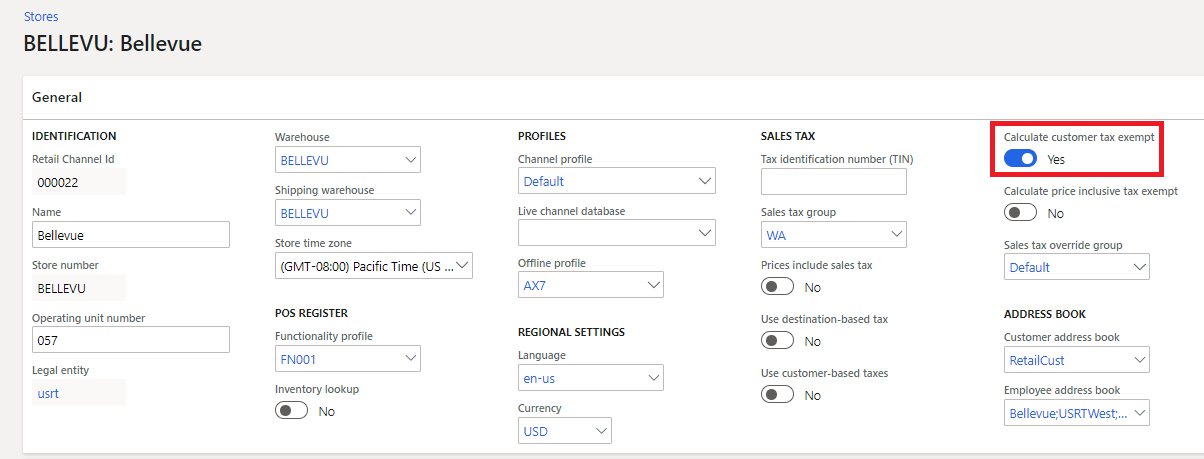 Stores
BELLEVU: Bellevue
General
IDENTIFICATION
Retail Channel Id
000022
Name
Bellevue
Store number
BELLEVU
Operating unit number
057
Legal entity
usrt
Warehouse
BELLEVU
Shipping warehouse
BELLEVU
Store time zone
(GMT-08:00) Pacific Time (US ...
POS REGISTER
Functionality profile
FN001
Inventory lookup
No
PROFILES
Channel profile
Default
Live channel database
Offline profile
AX7
REGIONAL SETTINGS
Language
en-us
Currency
USD
SALES TAX
Tax identification number (TIN)
Sales tax group
WA
Prices include sales tax
No
Use destination-based tax
No
Use customer-based taxes
No
Calculate customer tax exempt
Yes
Calculate price inclusive tax exempt
No
Sales tax override group
Default
ADDRESS BOOK
Customer address book
RetailCust
Employee address book
Bellevue;USRTWest;...